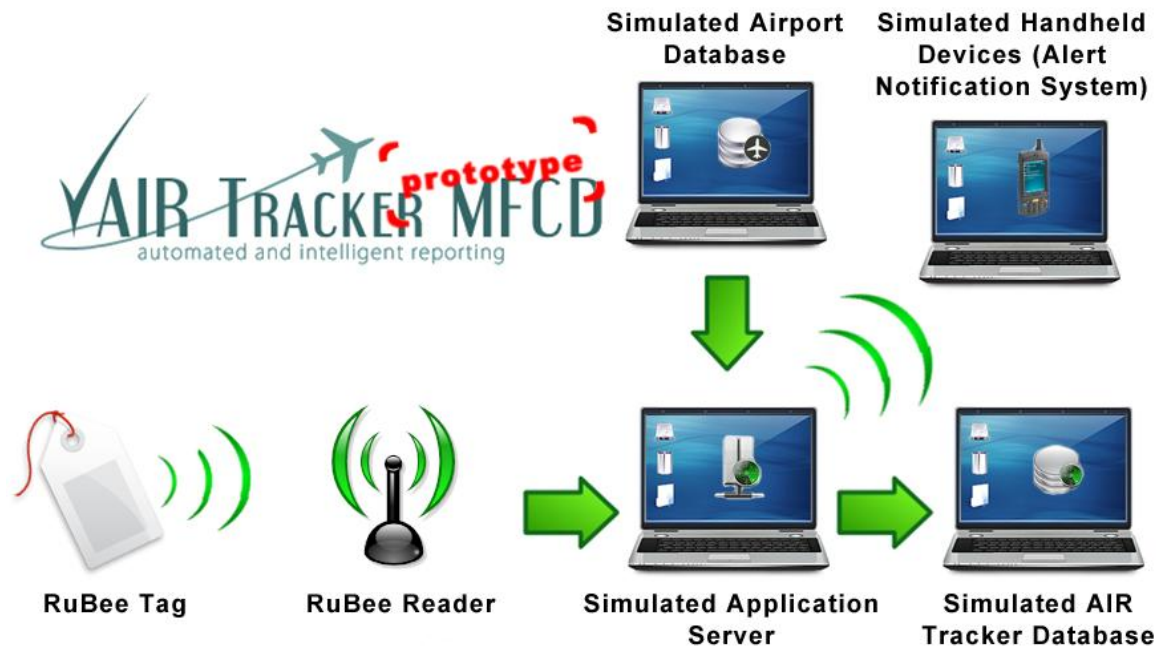 Simulated Airport
Database
Simulated Handheld
Devices (Alert
Notification System)
prototype
AIR TRACKER MFCD
automated and intelligent reporting
RuBee Tag
RuBee Reader
Simulated Application
Server
Simulated AIR
Tracker Database